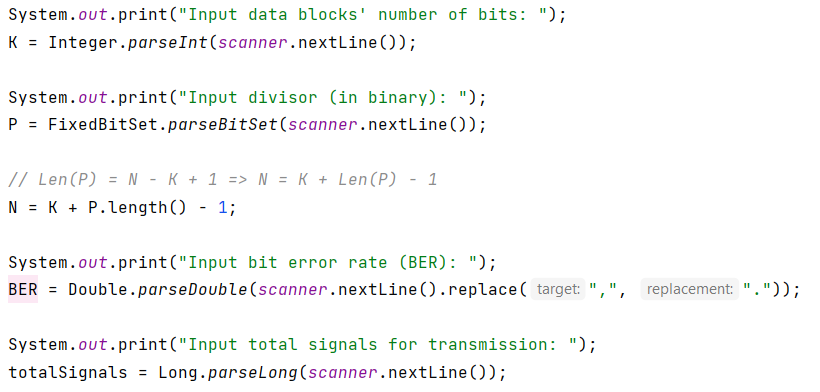 System.out.print("Input data blocks' number of bits: ");
K = Integer.parseInt(scanner.nextLine());
System.out.print("Input divisor (in binary): ");
P = FixedBitSet.parseBitSet(scanner.nextLine());
// Len(P) = N - K + 1 => N = K + Len(P) - 1
N = K + P.length() - 1;
System.out.print("Input bit error rate (BER): ");
BER = Double.parseDouble(scanner.nextLine().replace( target: ",", replacement: "."));
System.out.print("Input total signals for transmission: ");
totalSignals = Long.parseLong(scanner.nextLine());